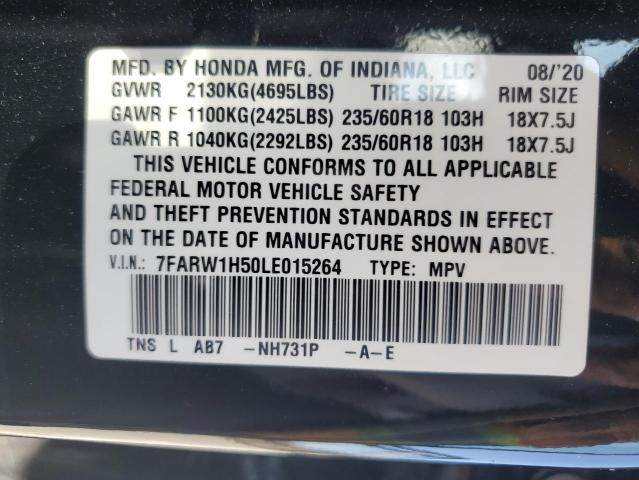 MFD. BY HONDA MFG. OF INDIANA, LLC 08/'20
GVWR 2130KG(4695LBS) TIRE SIZE RIM SIZE
GAWR F 1100KG(2425LBS) 235/60R18 103H 18X7.5J
GAWR R 1040KG(2292LBS) 235/60R18 103H 18X7.5J
THIS VEHICLE CONFORMS TO ALL APPLICABLE
FEDERAL MOTOR VEHICLE SAFETY
AND THEFT PREVENTION STANDARDS IN EFFECT
ON THE DATE OF MANUFACTURE SHOWN ABOVE.
V.I.N.: 7FARW1H50LE015264 TYPE: MPV
TNS L AB7 -NH731P -A-E